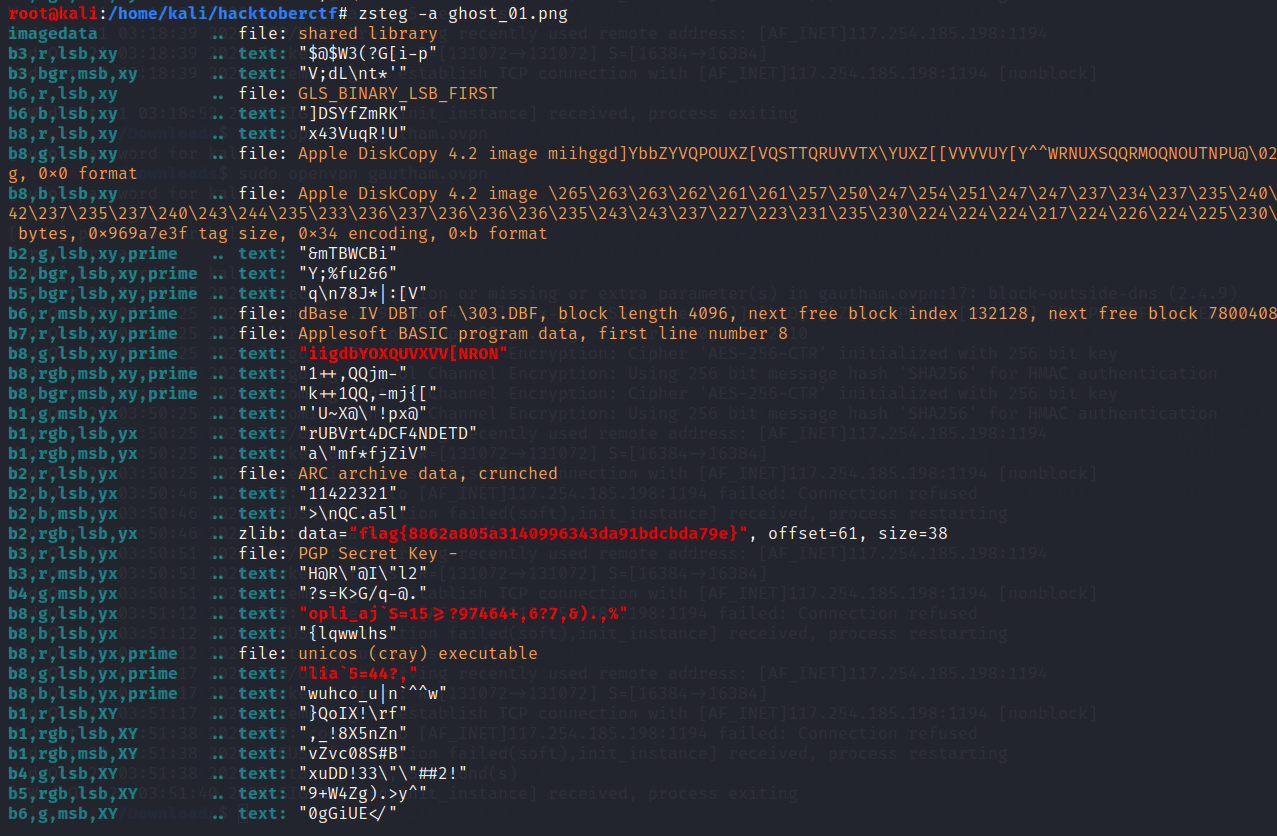 root@kali:/home/kali/hacktoberctf# zsteg -a ghost_01.png
imagedata .. file: shared library
b3,r,lsb,xy .. text: "$@$W3(?G[i-p"
b3,bgr,msb,xy .. text: "V;dL\nt*'"
b6,r,lsb,xy .. file: GLS_BINARY_LSB_FIRST
b6,b,lsb,xy .. text: "]DSYfZmRK"
b8,r,lsb,xy .. text: "x43VuqR!U"
b8,g,lsb,xy .. file: Apple DiskCopy 4.2 image miihggd]YbbZYVQPOUXZ[VQSTTQRUVVTX\YUXZ[[VVVVUY[Y^^WRNUXSQQRMOQNOUTNPU@\02
g, 0×0 format
b8,b,lsb,xy .. file: Apple DiskCopy 4.2 image \265\263\263\262\261\261\257\250\247\254\251\247\247\237\234\237\235\240\
42\237\235\237\240\243\244\235\233\236\237\236\236\236\235\243\243\237\227\223\231\235\230\224\224\224\217\224\226\224\225\230\
bytes, 0×969a7e3f tag size, 0×34 encoding, 0×b format
b2,g,lsb,xy,prime .. text: "&mTBWCBi"
b2,bgr,lsb,xy,prime .. text: "Y;%fu2&6"
b5,bgr,lsb,xy,prime .. text: "q\n78J*|:[V"
b6,r,msb,xy,prime .. file: dBase IV DBT of \303.DBF, block length 4096, next free block index 132128, next free block 7800408
b7,r,lsb,xy,prime .. file: Applesoft BASIC program data, first line number 8
b8,g,lsb,xy,prime .. text: "iigdbYOXQUVXVV[NRON"
b8,rgb,msb,xy,prime .. text: "1++,QQjm-"
b8,bgr,msb,xy,prime .. text: "k++1QQ,-mj{["
b1,g,msb,yx .. text: "'U~X@\"!px@"
b1,rgb,lsb,yx .. text: "rUBVrt4DCF4NDETD"
b1,rgb,msb,yx .. text: "a\"mf*fjZiV"
b2,r,lsb,yx .. file: ARC archive data, crunched
b2,b,lsb,yx .. text: "11422321"
b2,b,msb,yx .. text: ">\nQC.a5l"
b2,rgb,lsb,yx .. zlib: data="flag{8862a805a3140996343da91bdcbda79e}", offset=61, size=38
b3,r,lsb,yx .. file: PGP Secret Key -
b3,r,msb,yx .. text: "H@R\"@I\"l2"
b4,g,msb,yx .. text: "?s=K>G/q-@."
b8,g,lsb,yx .. text: "opli_aj`S=15>=?97464+,6?7,&).,%"
b8,b,lsb,yx .. text: "{lqwwlhs"
b8,r,lsb,yx,prime .. file: unicos (cray) executable
b8,g,lsb,yx,prime .. text: "lia`5=44?,"
b8,b,lsb,yx,prime .. text: "wuhco_u|n`^^w"
b1,r,lsb,XY .. text: "}QoIX!\rf"
b1,rgb,lsb,XY .. text: ",_!8X5nZn"
b1,rgb,msb,XY .. text: "vZvc08S#B"
b4,g,lsb,XY .. text: "xuDD!33\"\"##2!"
b5,rgb,lsb,XY .. text: "9+W4Zg).>y^"
b6,g,msb,XY .. text: "0gGiUE</"